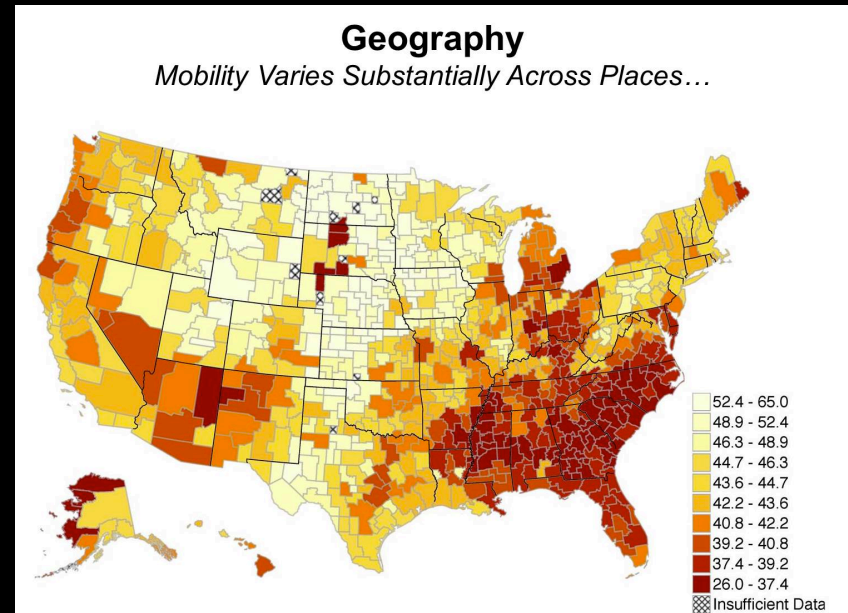 Geography
Mobility Varies Substantially Across Places…
52.4 - 65.0
48.9 - 52.4
46.3 - 48.9
44.7 - 46.3
43.6 - 44.7
42.2 - 43.6
40.8 - 42.2
39.2 - 40.8
37.4 - 39.2
26.0 - 37.4
Insufficient Data